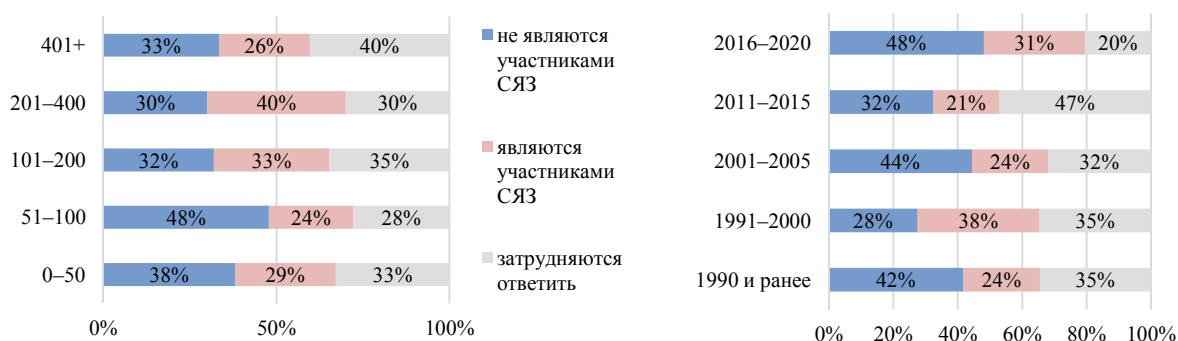 401+
33% 26% 40%
201–400
30% 40% 30%
101–200
32% 33% 35%
51–100
48% 24% 28%
0–50
38% 29% 33%
0% 50% 100%
не являются
участниками
СЯЗ
являются
участниками
СЯЗ
затрудняются
ответить
2016–2020
48% 31% 20%
2011–2015
32% 21% 47%
2001–2005
44% 24% 32%
1991–2000
28% 38% 35%
1990 и ранее
42% 24% 35%
0% 20% 40% 60% 80% 100%